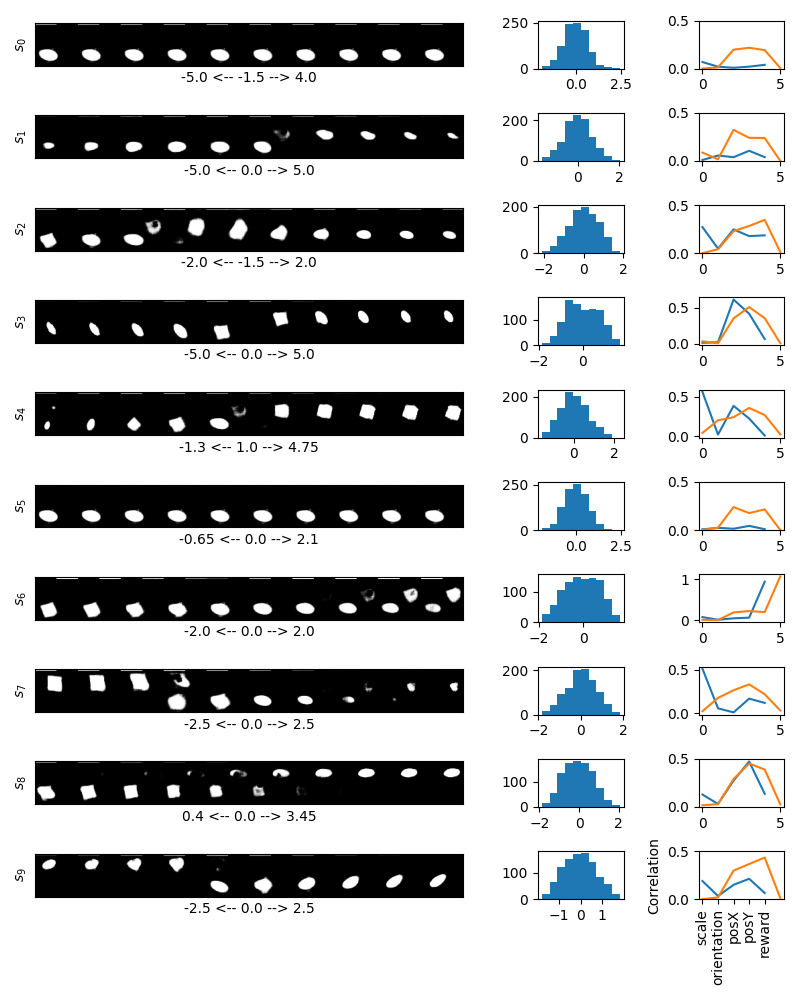 s0
-5.0 <-- -1.5 --> 4.0
250
0
0.0 2.5
0.5
0.0
0 5
s1
-5.0 <-- 0.0 --> 5.0
200
0
0 2
0.5
0.0
0 5
s2
-2.0 <-- -1.5 --> 2.0
200
0
−2 0 2
0.5
0.0
0 5
s3
-5.0 <-- 0.0 --> 5.0
100
0
−2 0
0.5
0.0
0 5
s4
-1.3 <-- 1.0 --> 4.75
200
0
0 2
0.5
0.0
0 5
s5
-0.65 <-- 0.0 --> 2.1
250
0
0.0 2.5
0.5
0.0
0 5
s6
-2.0 <-- 0.0 --> 2.0
100
0
−2 0
1
0
0 5
s7
-2.5 <-- 0.0 --> 2.5
200
0
−2 0 2
0.5
0.0
0 5
s8
0.4 <-- 0.0 --> 3.45
100
0
−2 0 2
0.5
0.0
0 5
s9
-2.5 <-- 0.0 --> 2.5
100
0
−1 0 1
Correlation
0.5
0.0
scale
orientation
posX
posY
reward